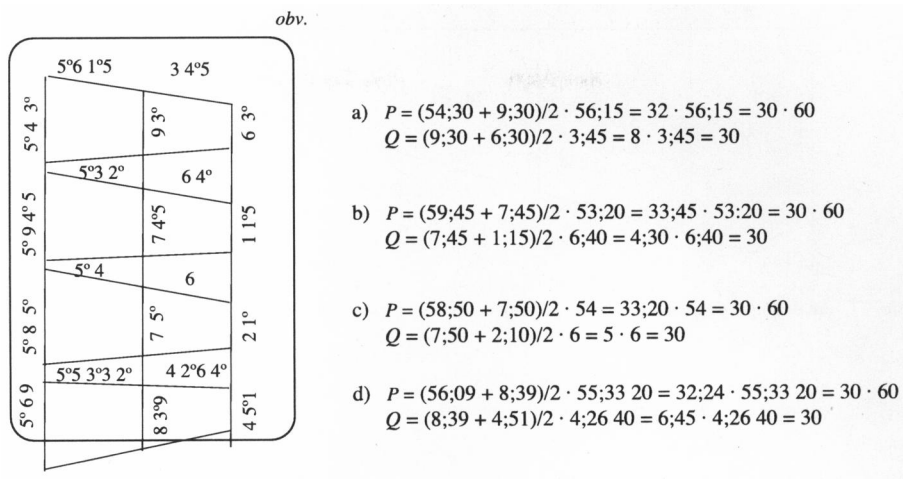 obv.
5°6 1°5 3 4°5
5° 4 3°
9 3°
6 3°
5°3 2° 6 4°
5° 9 4° 5
7 4°5
1 1°5
5° 4 6
5° 8 5°
7 5°
2 1°
5°5 3°3 2° 4 2°6 4°
5° 6 9
8 3°9
4 5°1
a) P = (54;30 + 9;30)/2 · 56;15 = 32 · 56;15 = 30 · 60
Q = (9;30 + 6;30)/2 · 3;45 = 8 · 3;45 = 30
b) P = (59;45 + 7;45)/2 · 53;20 = 33;45 · 53:20 = 30 · 60
Q = (7;45 + 1;15)/2 · 6;40 = 4;30 · 6;40 = 30
c) P = (58;50 + 7;50)/2 · 54 = 33;20 · 54 = 30 · 60
Q = (7;50 + 2;10)/2 · 6 = 5 · 6 = 30
d) P = (56;09 + 8;39)/2 · 55;33 20 = 32;24 · 55;33 20 = 30 · 60
Q = (8;39 + 4;51)/2 · 4;26 40 = 6;45 · 4;26 40 = 30